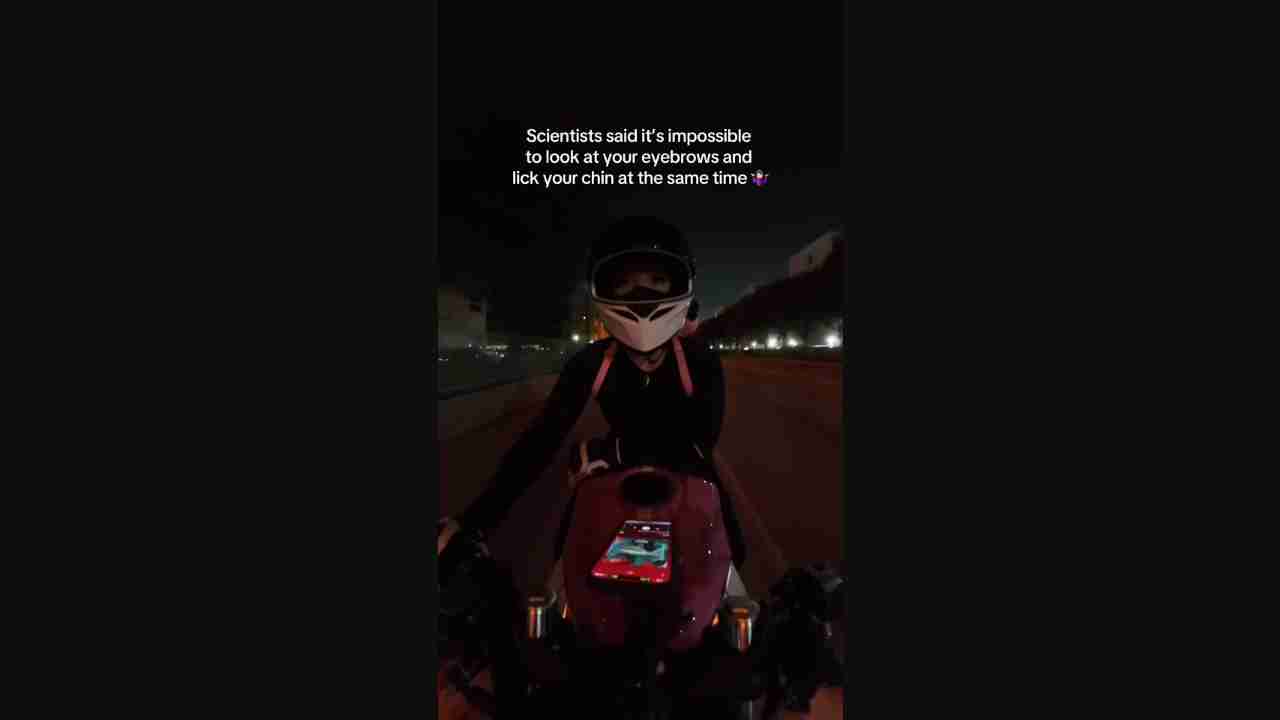 Scientists said it's impossible
to look at your eyebrows and
lick your chin at the same time 🤷🏻‍♀️